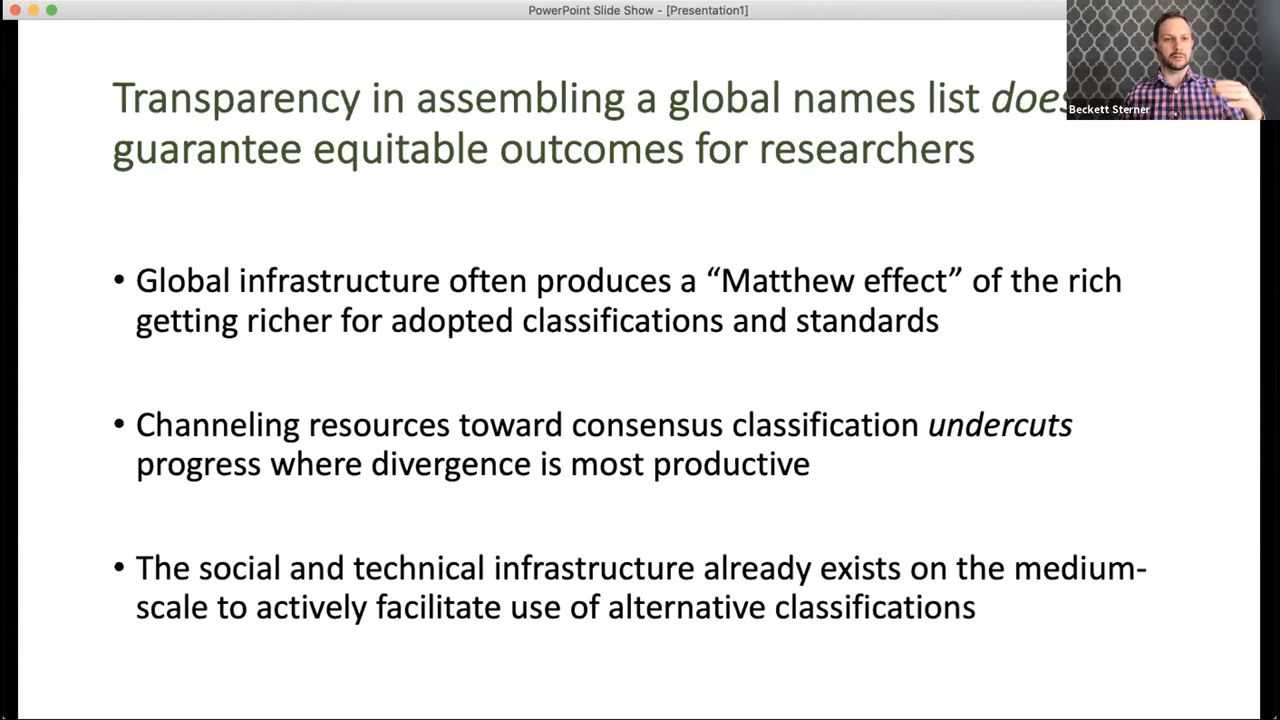 PowerPoint Slide Show - [Presentation1]
Beckett Sterner
Transparency in assembling a global names list
guarantee equitable outcomes for researchers
• Global infrastructure often produces a “Matthew effect” of the rich
getting richer for adopted classifications and standards
• Channeling resources toward consensus classification undercuts
progress where divergence is most productive
• The social and technical infrastructure already exists on the medium-
scale to actively facilitate use of alternative classifications